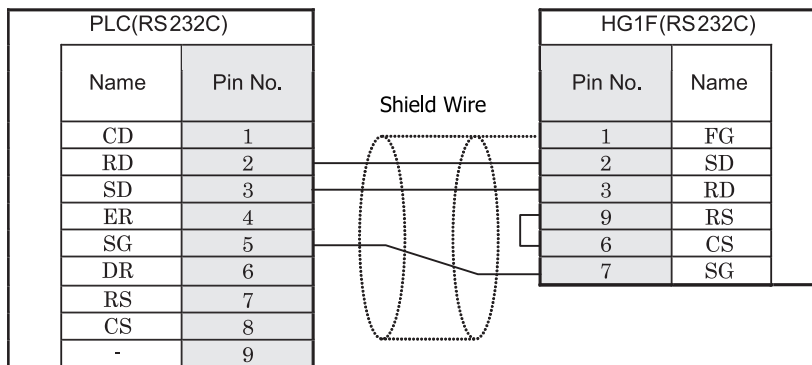 PLC(RS232C)
Name Pin No.
CD 1
RD 2
SD 3
ER 4
SG 5
DR 6
RS 7
CS 8
- 9
Shield Wire
HG1F(RS232C)
Pin No. Name
1 FG
2 SD
3 RD
9 RS
6 CS
7 SG